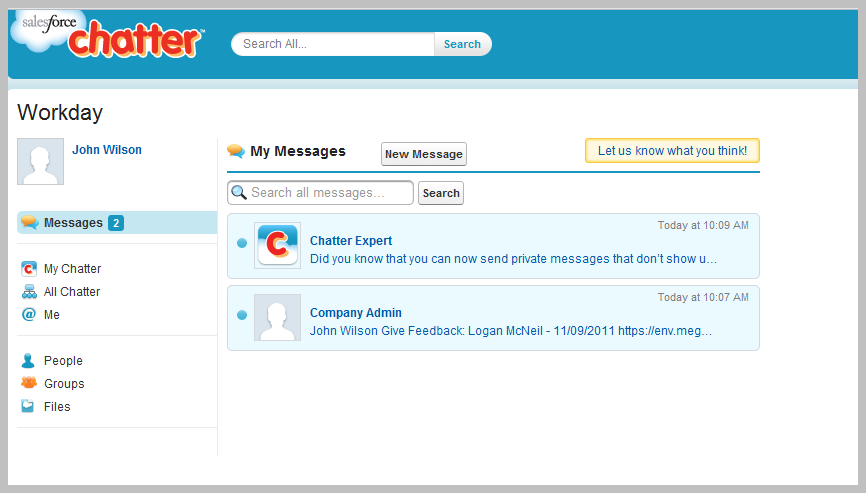 salesforce
chatter™
Search All...
Search
Workday
John Wilson
Messages 2
My Chatter
All Chatter
Me
People
Groups
Files
My Messages
New Message
Let us know what you think!
Search all messages...
Search
Today at 10:09 AM
Chatter Expert
Did you know that you can now send private messages that don't show u...
Today at 10:07 AM
Company Admin
John Wilson Give Feedback: Logan McNeil - 11/09/2011 https://env.meg...